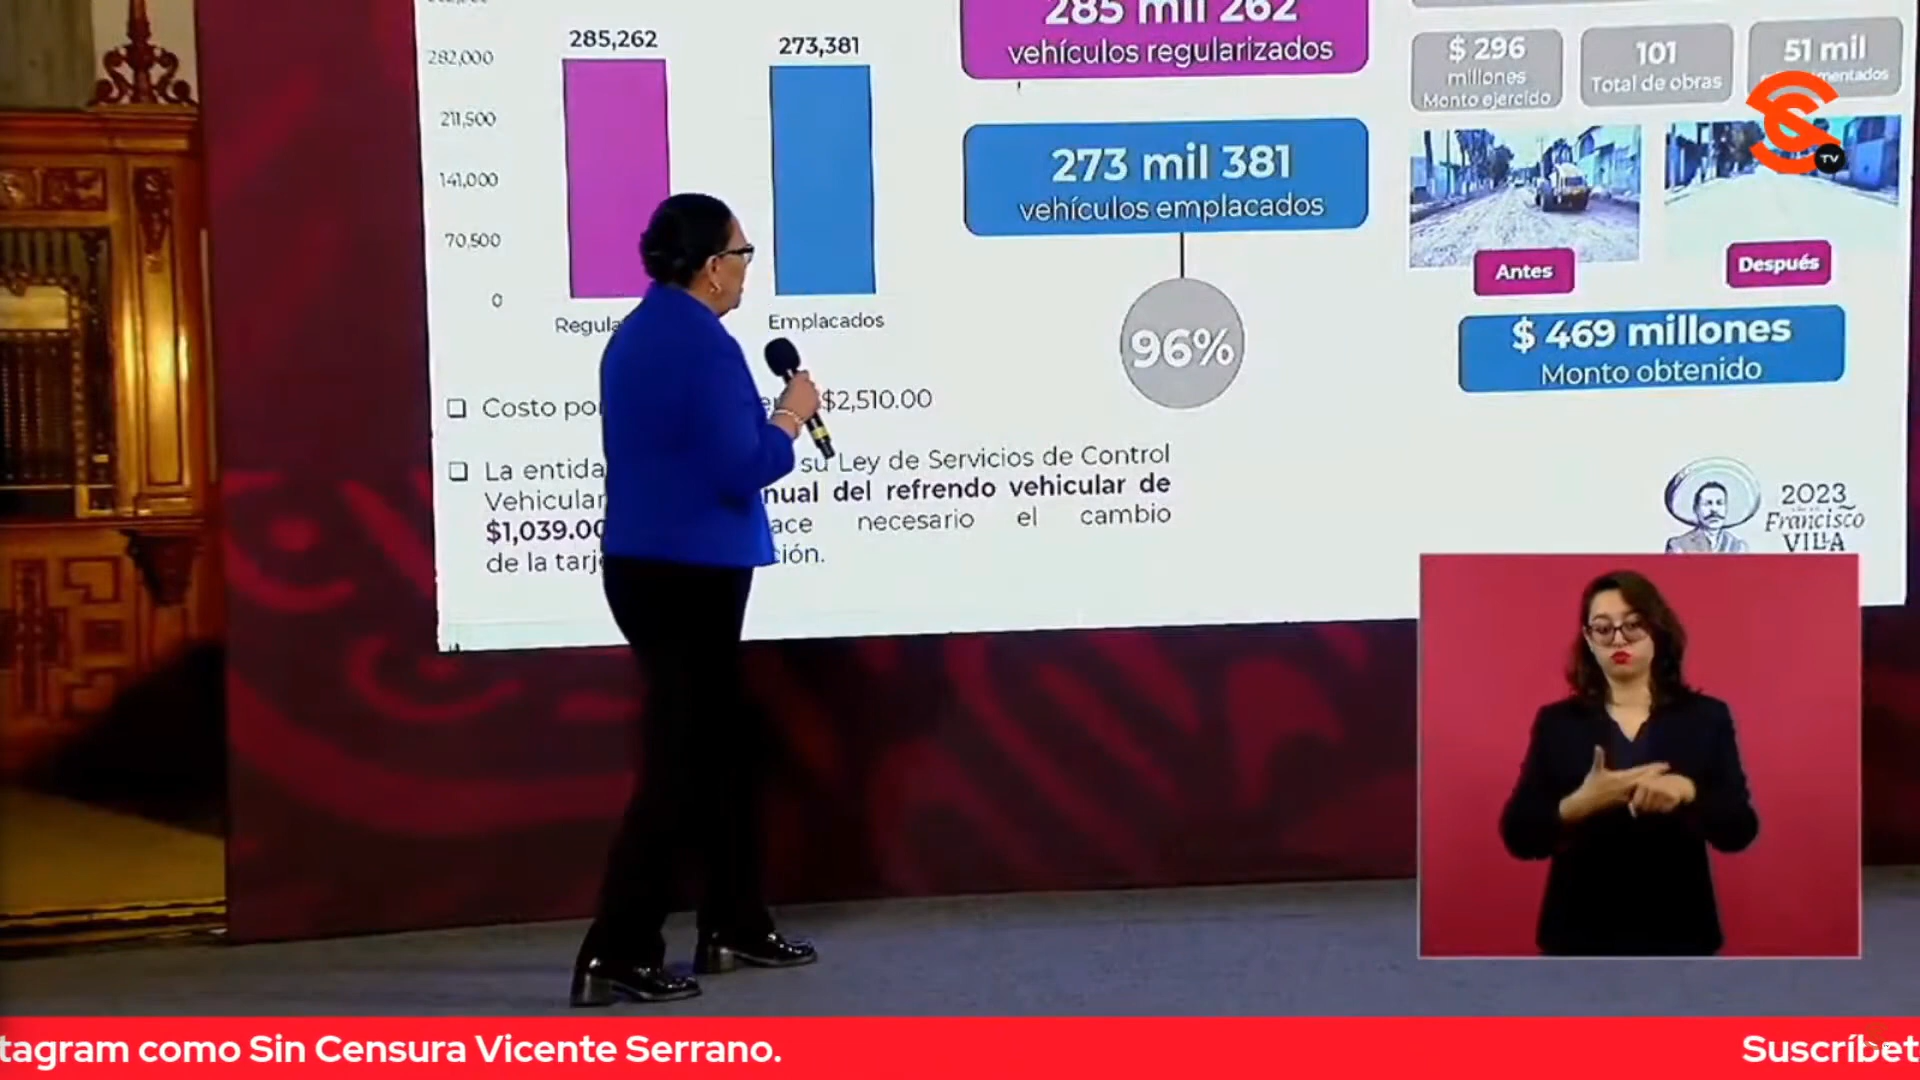 282,000
211,500
141,000
70,500
0
285,262
273,381
Regula
Emplacados
285 mil 262
vehículos regularizados
273 mil 381
vehículos emplacados
96%
Costo po
$2,510.00
La entida su Ley de Servicios de Control
Vehicular nual del refrendo vehicular de
$1,039.00 ace necesario el cambio
de la tarj ción.
$ 296
millones
Monto ejercido
101
Total de obras
51 mil
mentados
Antes
Después
$ 469 millones
Monto obtenido
2023
Francisco
VILLA
TV
tagram como Sin Censura Vicente Serrano.
Suscríbet